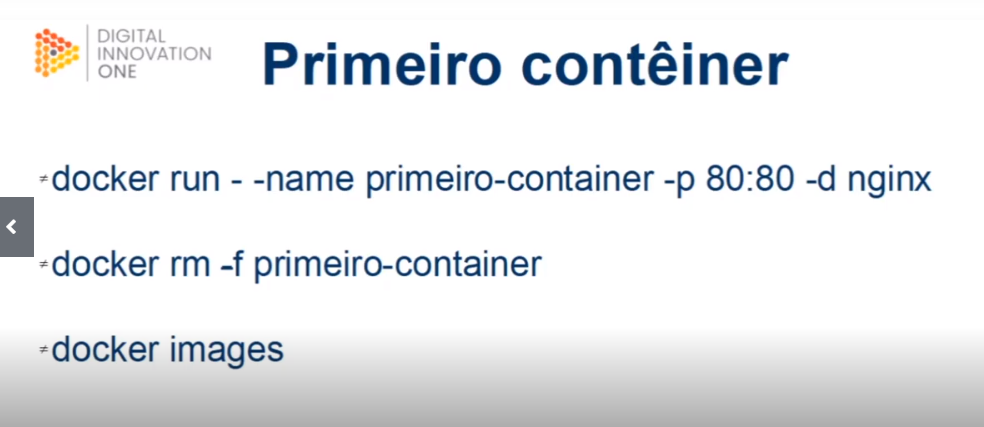 DIGITAL
INNOVATION
ONE
Primeiro contêiner
≠docker run - -name primeiro-container -p 80:80 -d nginx
≠docker rm -f primeiro-container
≠docker images